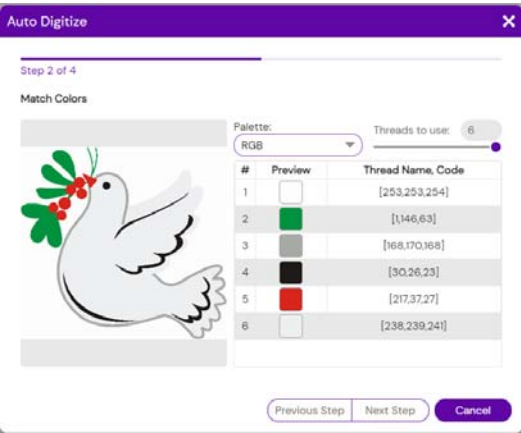 Auto Digitize
Step 2 of 4
Match Colors
Palette:
Threads to use: 6
RGB
# Preview Thread Name, Code
1 [253,253,254]
2 [1,146,63]
3 [168,170,168]
4 [30,26,23]
5 [217,37,27]
6 [238,239,241]
Previous Step Next Step Cancel